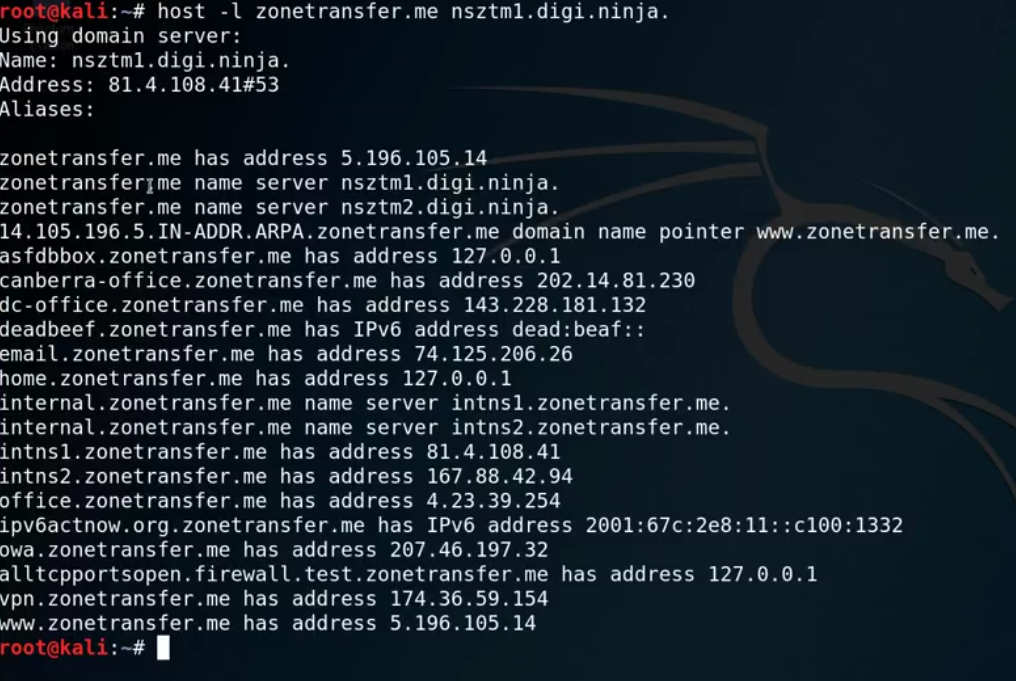 root@kali:~# host -l zonetransfer.me nsztm1.digi.ninja.
Using domain server:
Name: nsztm1.digi.ninja.
Address: 81.4.108.41#53
Aliases:
zonetransfer.me has address 5.196.105.14
zonetransfer.me name server nsztm1.digi.ninja.
zonetransfer.me name server nsztm2.digi.ninja.
14.105.196.5.IN-ADDR.ARPA.zonetransfer.me domain name pointer www.zonetransfer.me.
asfdbbox.zonetransfer.me has address 127.0.0.1
canberra-office.zonetransfer.me has address 202.14.81.230
dc-office.zonetransfer.me has address 143.228.181.132
deadbeef.zonetransfer.me has IPv6 address dead:beaf::
email.zonetransfer.me has address 74.125.206.26
home.zonetransfer.me has address 127.0.0.1
internal.zonetransfer.me name server intns1.zonetransfer.me.
internal.zonetransfer.me name server intns2.zonetransfer.me.
intns1.zonetransfer.me has address 81.4.108.41
intns2.zonetransfer.me has address 167.88.42.94
office.zonetransfer.me has address 4.23.39.254
ipv6actnow.org.zonetransfer.me has IPv6 address 2001:67c:2e8:11::c100:1332
owa.zonetransfer.me has address 207.46.197.32
alltcpportsopen.firewall.test.zonetransfer.me has address 127.0.0.1
vpn.zonetransfer.me has address 174.36.59.154
www.zonetransfer.me has address 5.196.105.14
root@kali:~#